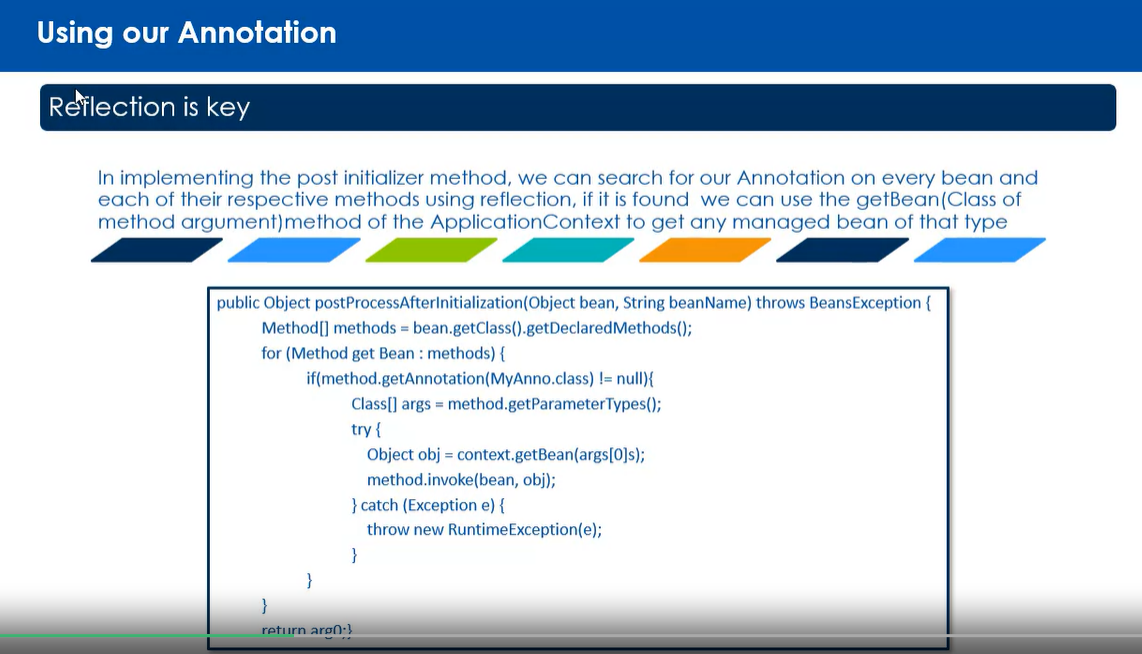 Using our Annotation
Reflection is key
In implementing the post initializer method, we can search for our Annotation on every bean and
each of their respective methods using reflection, if it is found  we can use the getBean(Class of
method argument)method of the ApplicationContext to get any managed bean of that type
public Object postProcessAfterInitialization(Object bean, String beanName) throws BeansException {
Method[] methods = bean.getClass().getDeclaredMethods();
for (Method get Bean : methods) {
if(method.getAnnotation(MyAnno.class) != null){
Class[] args = method.getParameterTypes();
try {
Object obj = context.getBean(args[0]s);
method.invoke(bean, obj);
} catch (Exception e) {
throw new RuntimeException(e);
}
}
}
return arg0;}